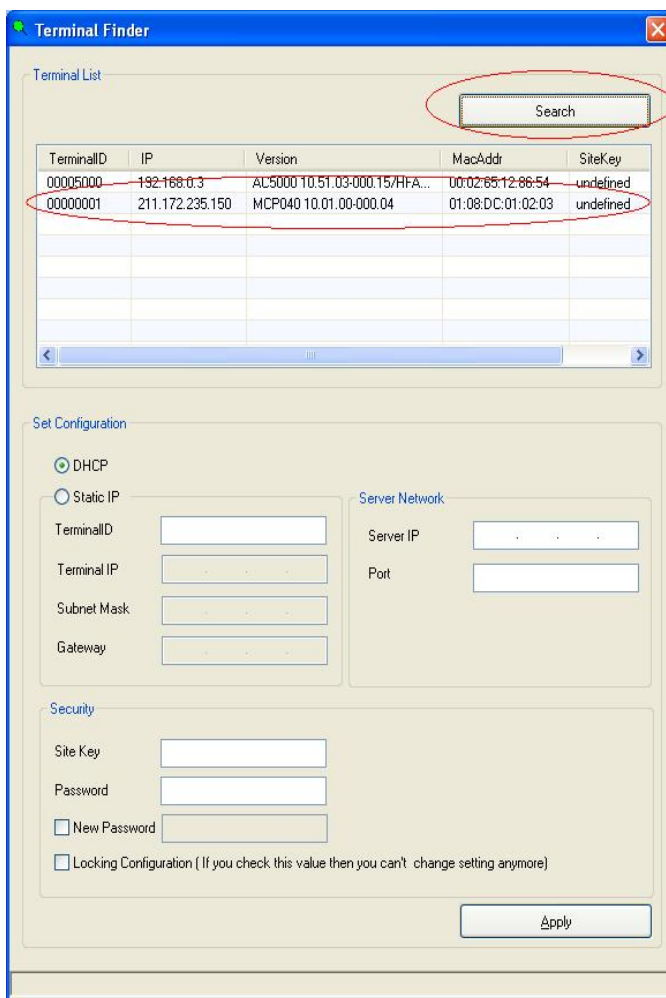 Terminal Finder
Terminal List
Search
TerminalID IP Version MacAddr SiteKey
00005000 192.168.0.3 AC5000 10.51.03-000.15/HFA... 00:02:65:12:86:54 undefined
00000001 211.172.235.150 MCP040 10.01.00-000.04 01:08:DC:01:02:03 undefined
Set Configuration
DHCP
Static IP
TerminalID
Terminal IP
Subnet Mask
Gateway
Server Network
Server IP
Port
Security
Site Key
Password
New Password
Locking Configuration ( If you check this value then you can't change setting anymore)
Apply